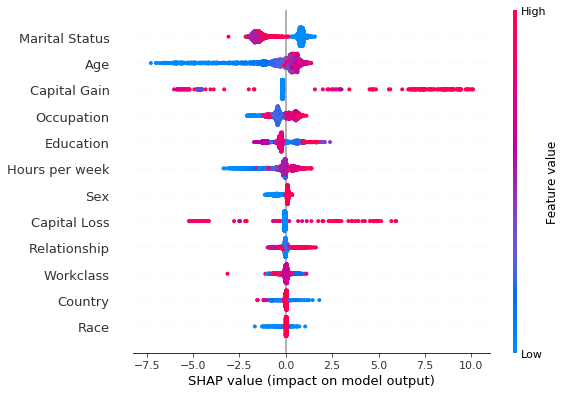 High
Marital Status
Age
Capital Gain
Occupation
Education
Hours per week
Sex
Capital Loss
Relationship
Workclass
Country
Race
Feature value
Low
−7.5 −5.0 −2.5 0.0 2.5 5.0 7.5 10.0
SHAP value (impact on model output)